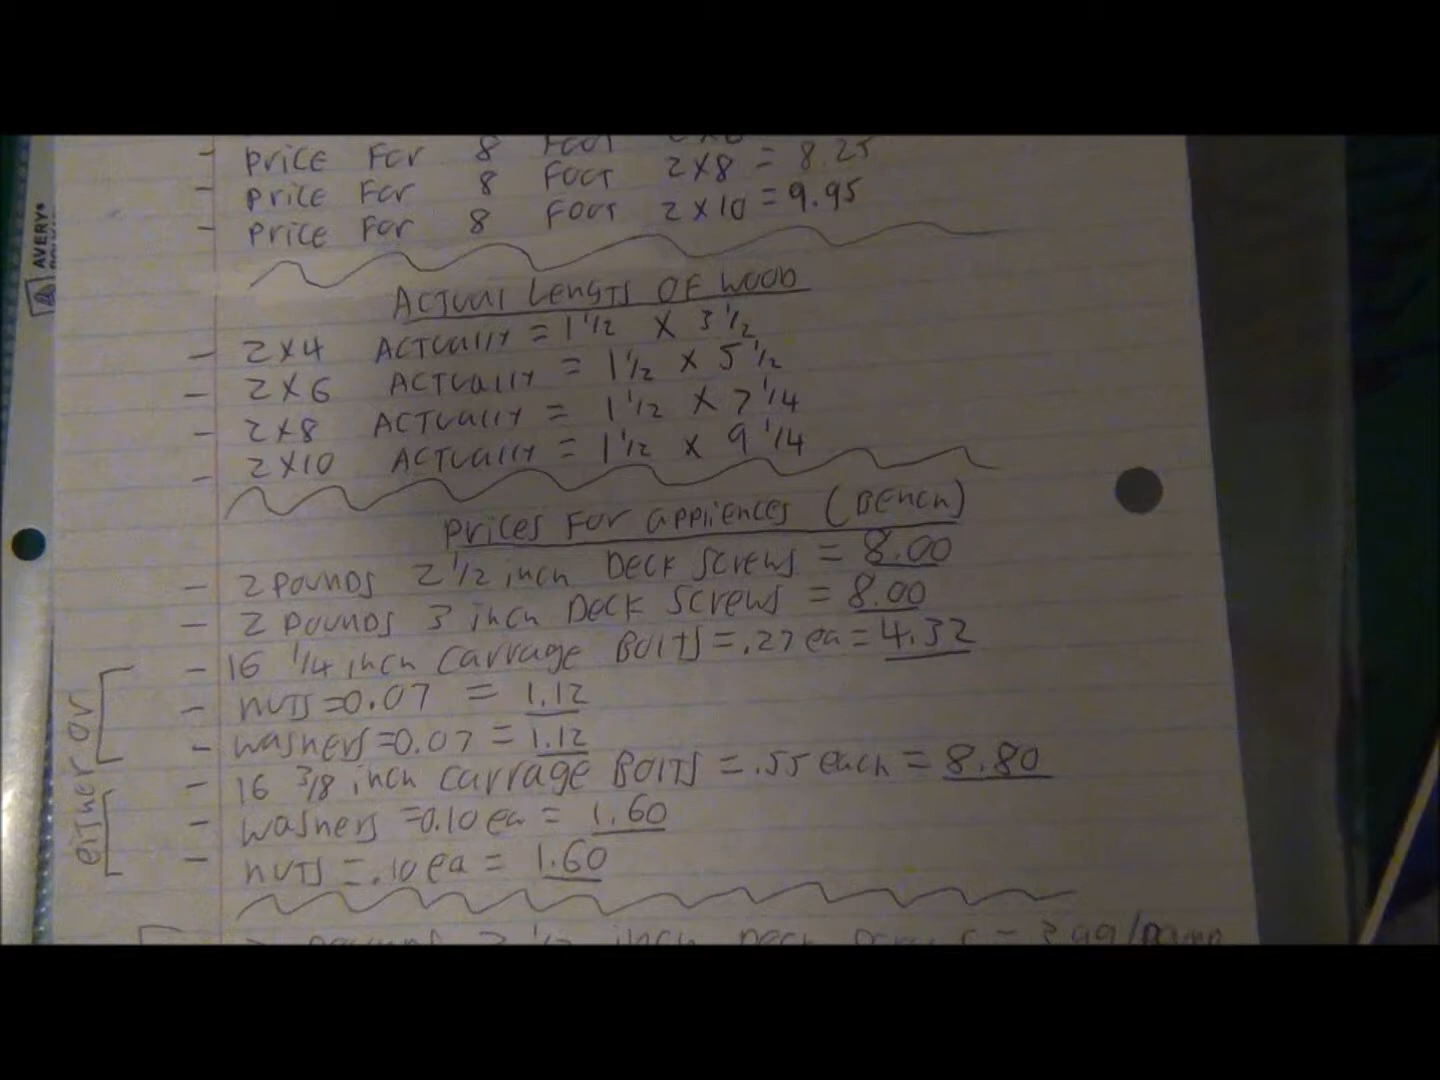 - price for 8 foot
- price for 8 foot 2x8 = 8.25
- price for 8 foot 2x10 = 9.95
Actual lengts of wood
- 2x4 actually = 1 1/2 x 3 1/2
- 2x6 actually = 1 1/2 x 5 1/2
- 2x8 actually = 1 1/2 x 7 1/4
- 2x10 actually = 1 1/2 x 9 1/4
prices for appliences (Bench)
- 2 pounds 2 1/2 inch Deck screws = 8.00
- 2 pounds 3 inch Deck screws = 8.00
- 16 1/4 inch carrage Bolts = .27 ea = 4.32
- nuts = 0.07 = 1.12
- washers = 0.07 = 1.12
- 16 3/8 inch carrage Bolts = .55 each = 8.80
- washers = 0.10 ea = 1.60
- nuts = .10 ea = 1.60
either or
AVERY